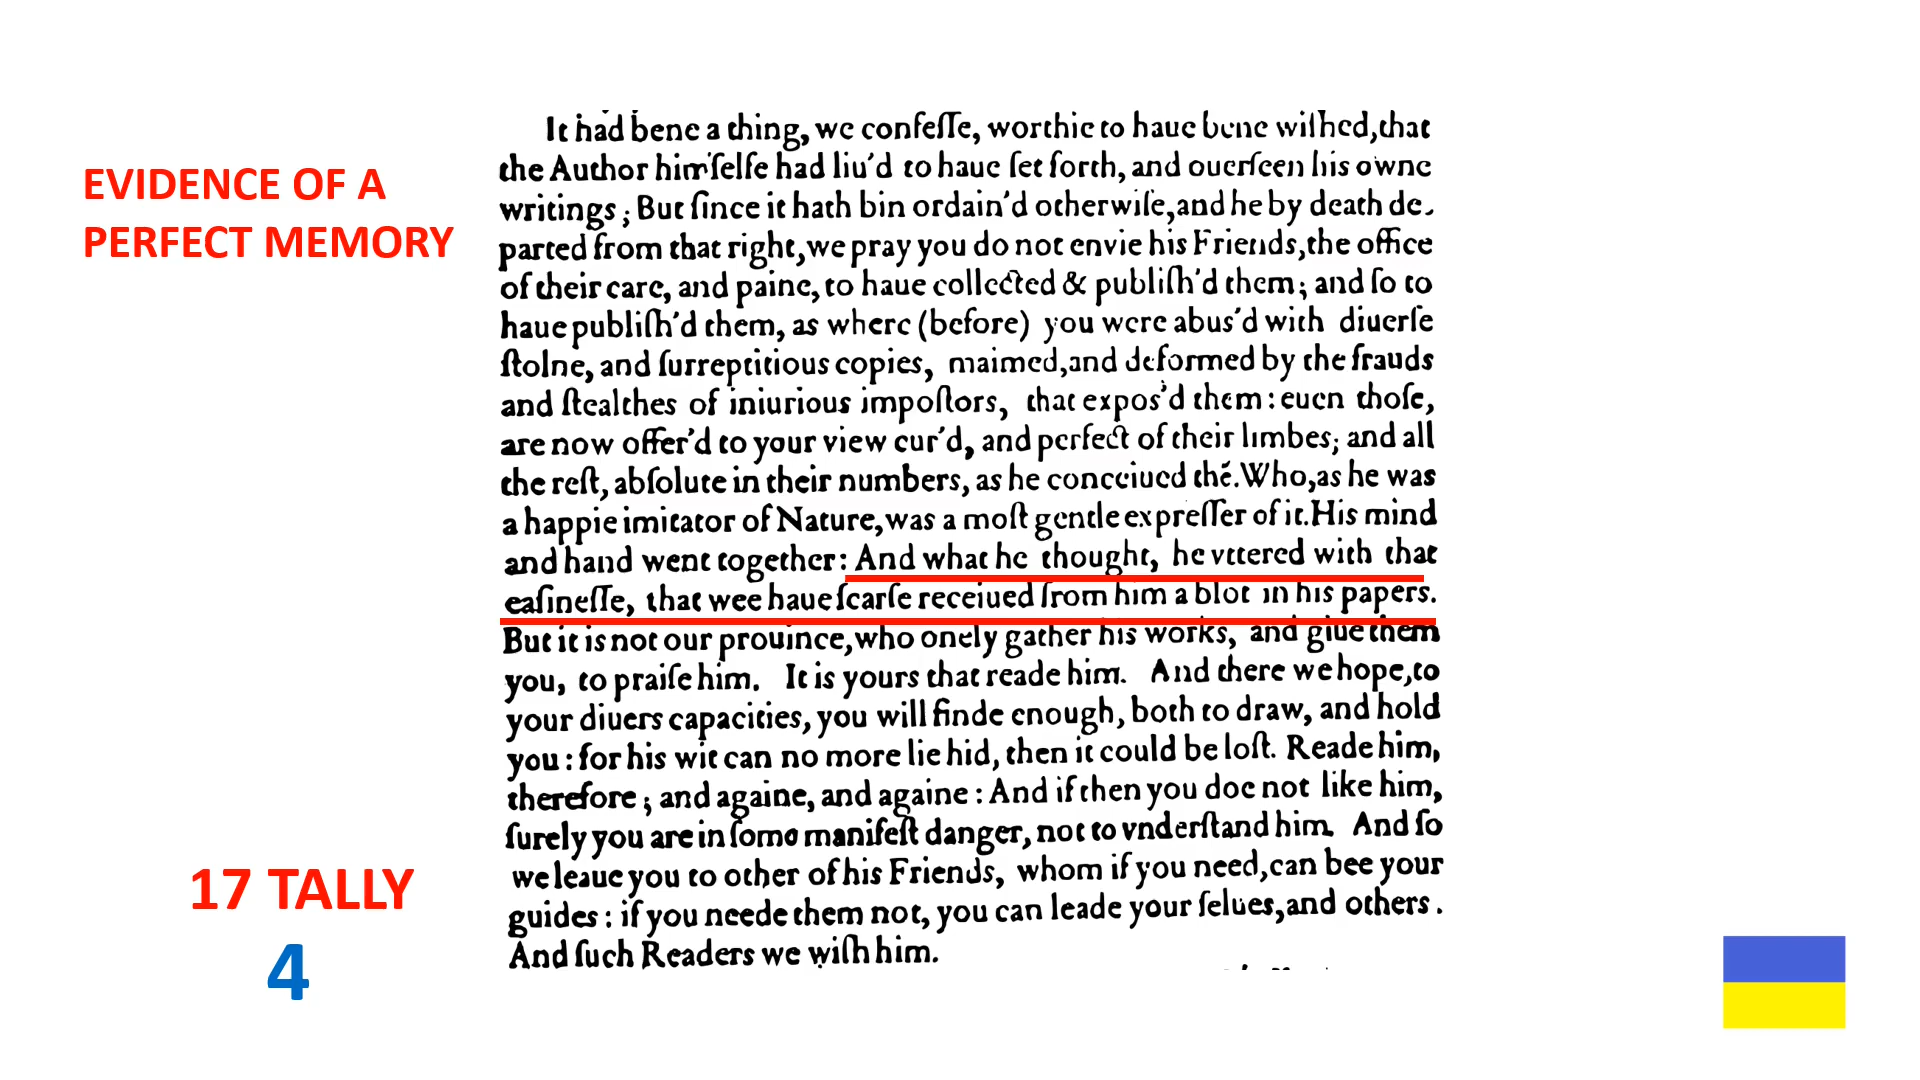 EVIDENCE OF A
PERFECT MEMORY
It had bene a thing, we confeſſe, worthie to haue bene wiſhed, that
the Author himſelfe had liu'd to haue ſet forth, and ouerſeen his owne
writings; But ſince it hath bin ordain'd otherwiſe, and he by death de-
parted from that right, we pray you do not envie his Friends, the office
of their care, and paine, to haue collected & publiſh'd them; and ſo to
haue publiſh'd them, as where (before) you were abus'd with diuerſe
ſtolne, and ſurreptitious copies, maimed, and deformed by the frauds
and ſtealthes of iniurious impoſtors, that expos'd them: euen thoſe,
are now offer'd to your view cur'd, and perfect of their limbes; and all
the reſt, abſolute in their numbers, as he conceiued thē. Who, as he was
a happie imitator of Nature, was a moſt gentle expreſſer of it. His mind
and hand went together: And what he thought, he vttered with that
eaſineſſe, that wee haue ſcarſe receiued from him a blot in his papers.
But it is not our prouince, who onely gather his works, and giue them
you, to praiſe him. It is yours that reade him. And there we hope, to
your diuers capacities, you will finde enough, both to draw, and hold
you: for his wit can no more lie hid, then it could be loſt. Reade him,
therefore; and againe, and againe: And if then you doe not like him,
ſurely you are in ſome manifeſt danger, not to vnderſtand him. And ſo
we leaue you to other of his Friends, whom if you need, can bee your
guides: if you neede them not, you can leade your ſelues, and others.
And ſuch Readers we wiſh him.
17 TALLY
4